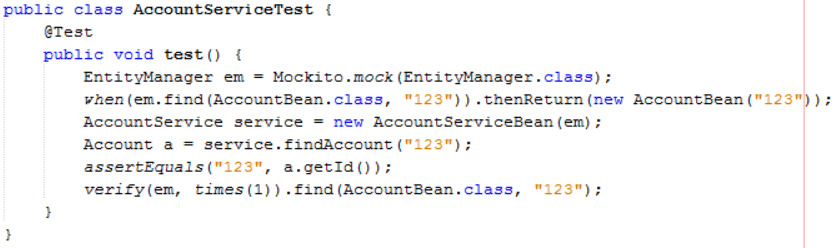 public class AccountServiceTest {
@Test
public void test() {
EntityManager em = Mockito.mock(EntityManager.class);
when(em.find(AccountBean.class, "123")).thenReturn(new AccountBean("123"));
AccountService service = new AccountServiceBean(em);
Account a = service.findAccount("123");
assertEquals("123", a.getId());
verify(em, times(1)).find(AccountBean.class, "123");
}
}